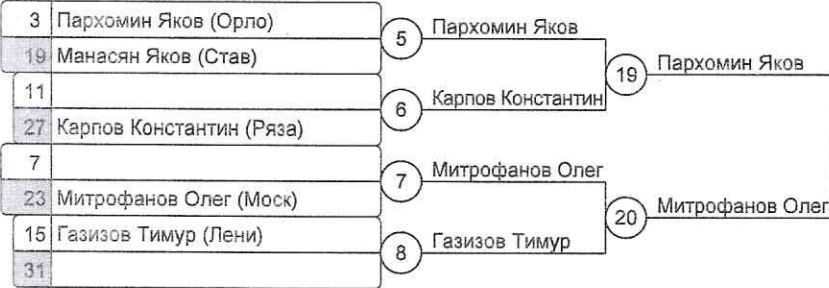 3 Пархомин Яков (Орло)
5 Пархомин Яков
19 Манасян Яков (Став)
19 Пархомин Яков
11
6 Карпов Константин
27 Карпов Константин (Ряза)
7
7 Митрофанов Олег
23 Митрофанов Олег (Моск)
20 Митрофанов Олег
15 Газизов Тимур (Лени)
8 Газизов Тимур
31